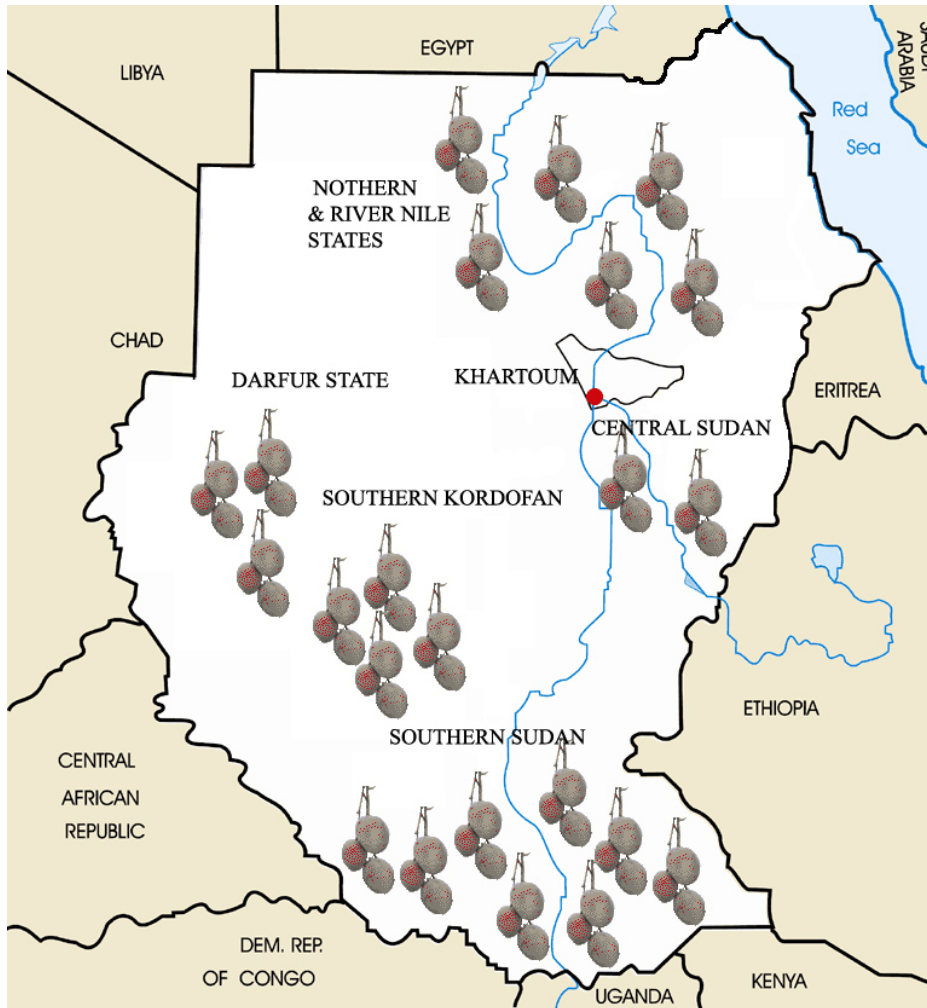 EGYPT
LIBYA
SAUDI
ARABIA
Red
Sea
NOTHERN
& RIVER NILE
STATES
CHAD
DARFUR STATE
KHARTOUM
ERITREA
CENTRAL SUDAN
SOUTHERN KORDOFAN
ETHIOPIA
SOUTHERN SUDAN
CENTRAL
AFRICAN
REPUBLIC
DEM. REP.
OF CONGO
UGANDA
KENYA